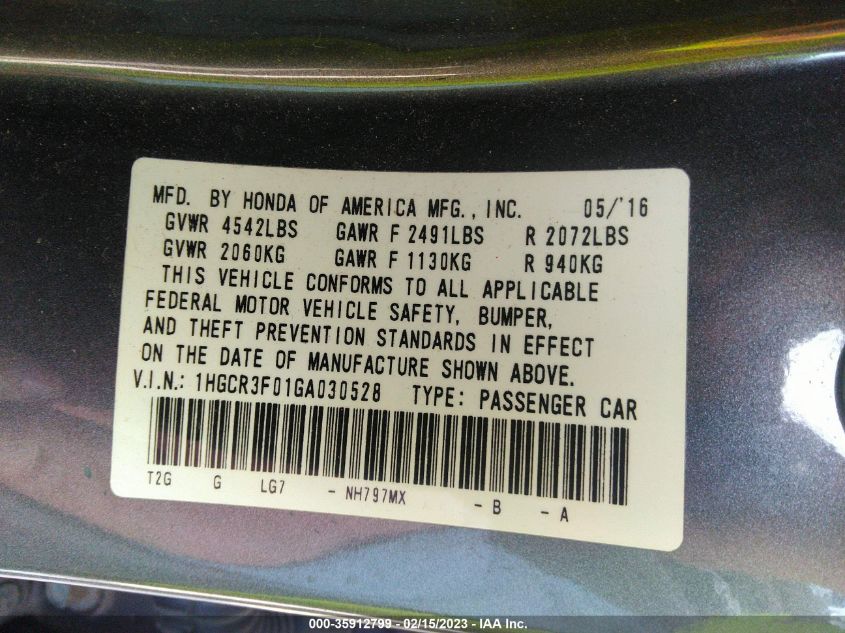 MFD. BY HONDA OF AMERICA MFG., INC. 05/'16
GVWR 4542LBS GAWR F 2491LBS R 2072LBS
GVWR 2060KG GAWR F 1130KG R 940KG
THIS VEHICLE CONFORMS TO ALL APPLICABLE
FEDERAL MOTOR VEHICLE SAFETY, BUMPER,
AND THEFT PREVENTION STANDARDS IN EFFECT
ON THE DATE OF MANUFACTURE SHOWN ABOVE.
V.I.N.: 1HGCR3F01GA030528 TYPE: PASSENGER CAR
T2G G LG7 - NH797MX - B - A
000-35912799 - 02/15/2023 - IAA Inc.